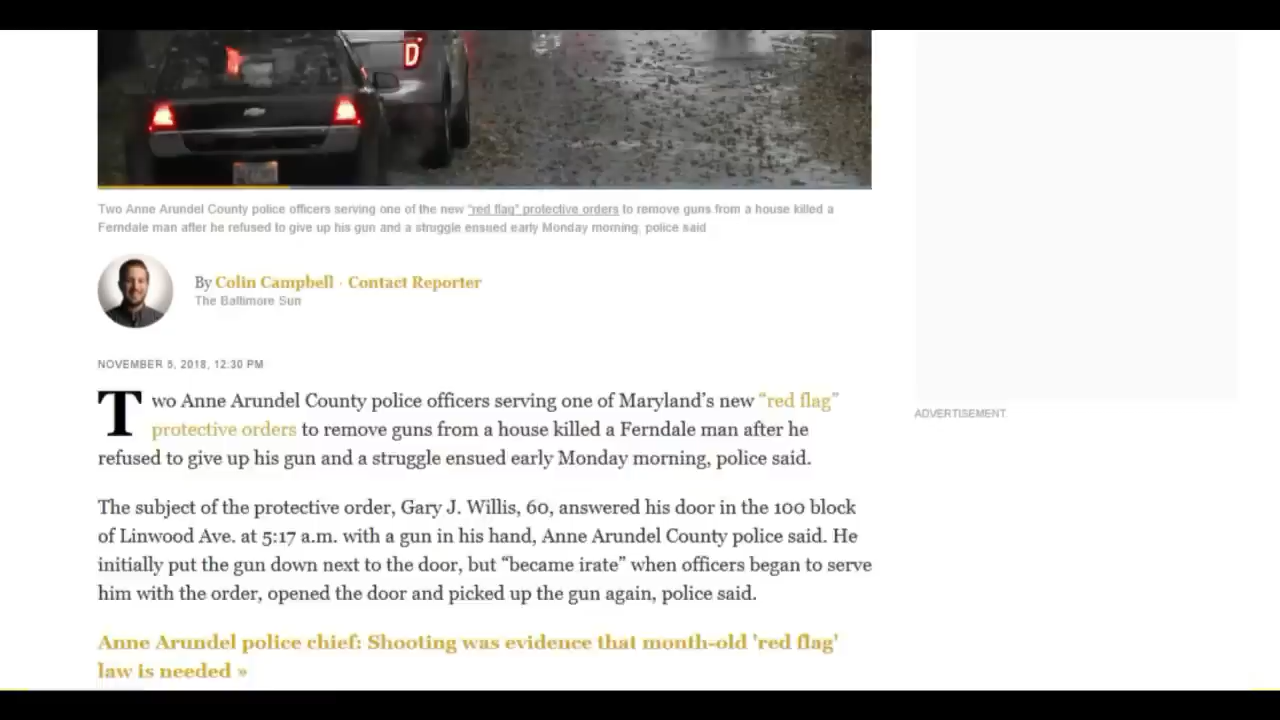 D
Two Anne Arundel County police officers serving one of the new "red flag" protective orders to remove guns from a house killed a
Ferndale man after he refused to give up his gun and a struggle ensued early Monday morning, police said
By Colin Campbell · Contact Reporter
The Baltimore Sun
NOVEMBER 5, 2018, 12:30 PM
Two Anne Arundel County police officers serving one of Maryland’s new “red flag”
protective orders to remove guns from a house killed a Ferndale man after he
refused to give up his gun and a struggle ensued early Monday morning, police said.
The subject of the protective order, Gary J. Willis, 60, answered his door in the 100 block
of Linwood Ave. at 5:17 a.m. with a gun in his hand, Anne Arundel County police said. He
initially put the gun down next to the door, but “became irate” when officers began to serve
him with the order, opened the door and picked up the gun again, police said.
Anne Arundel police chief: Shooting was evidence that month-old 'red flag'
law is needed »
ADVERTISEMENT